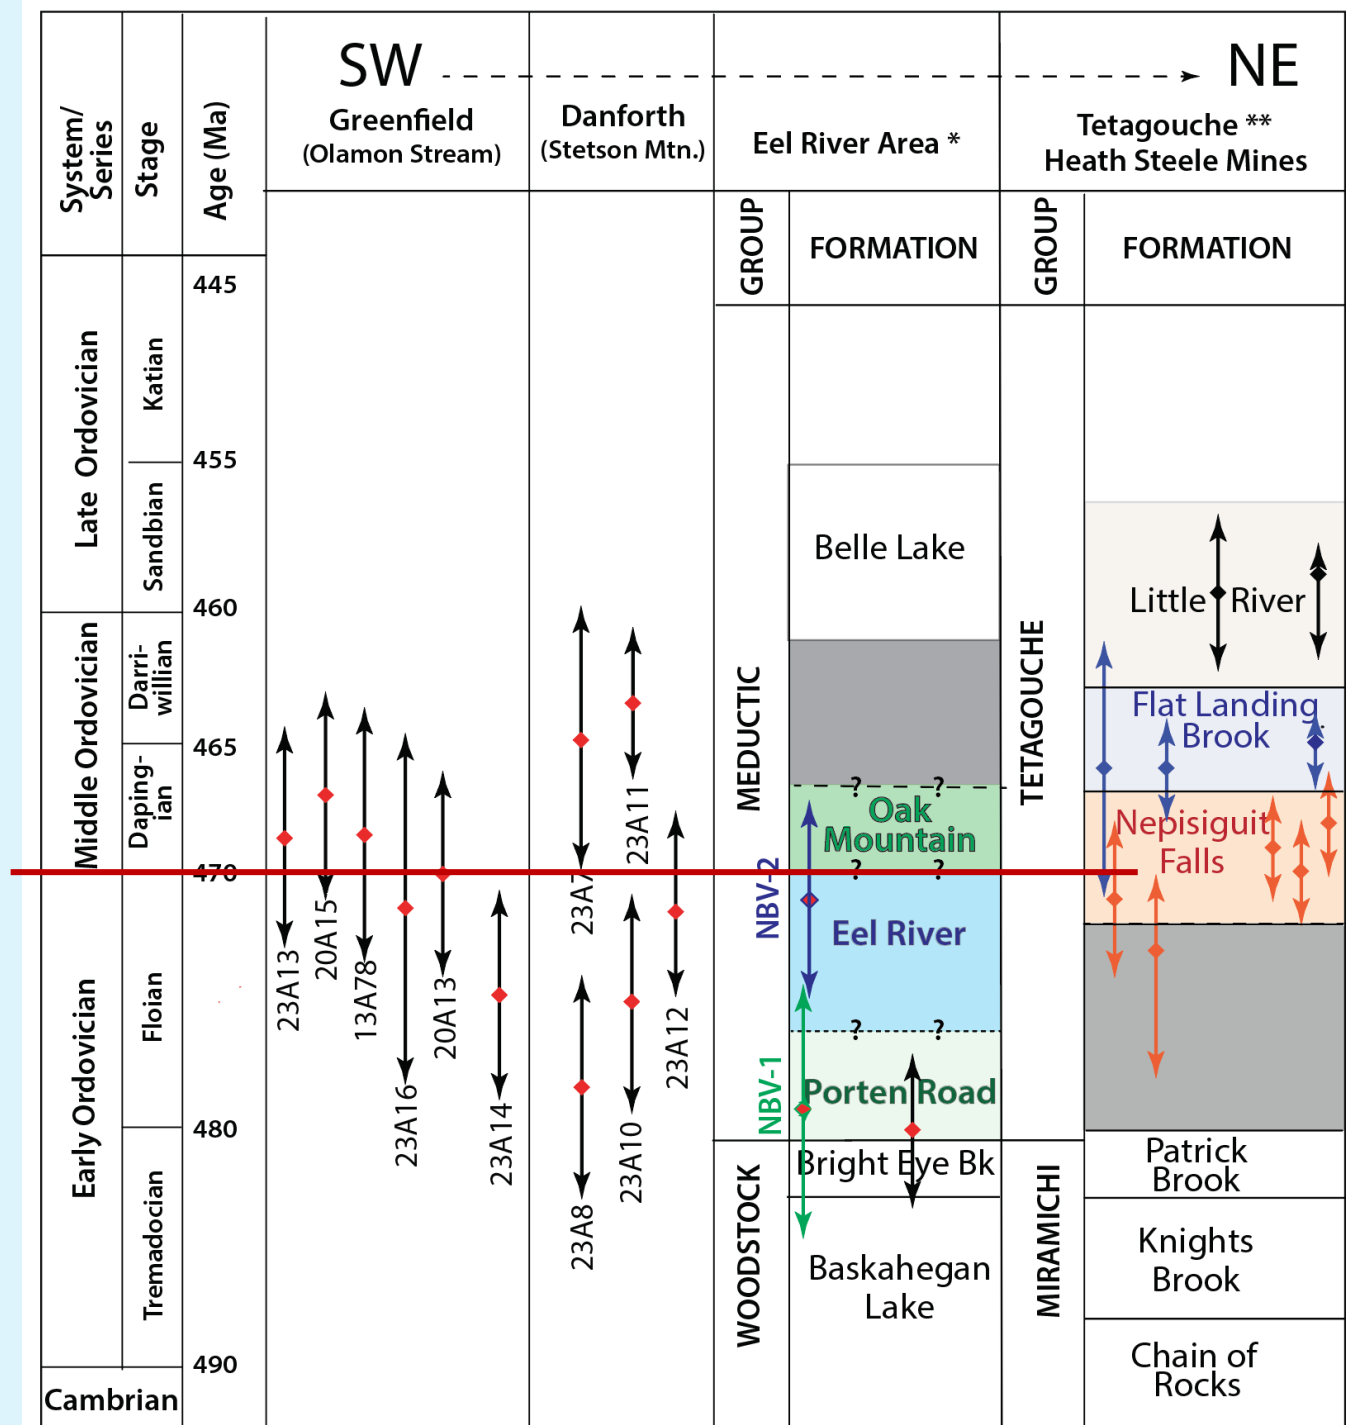 SW
NE
System/
Series
Stage
Age (Ma)
Greenfield
(Olamon Stream)
Danforth
(Stetson Mtn.)
Eel River Area *
Tetagouche **
Heath Steele Mines
GROUP
FORMATION
GROUP
FORMATION
445
455
460
465
470
480
490
Late Ordovician
Middle Ordovician
Early Ordovician
Cambrian
Katian
Sandbian
Darri-
willian
Daping-
ian
Floian
Tremadocian
23A13
20A15
13A78
23A16
20A13
23A14
23A7
23A11
23A8
23A10
23A12
MEDUCTIC
WOODSTOCK
NBV-2
NBV-1
Belle Lake
? ?
Oak
Mountain
? ?
Eel River
? ?
Porten Road
Bright Eye Bk
Baskahegan
Lake
TETAGOUCHE
MIRAMICHI
Little River
Flat Landing
Brook
Nepisiguit
Falls
Patrick
Brook
Knights
Brook
Chain of
Rocks